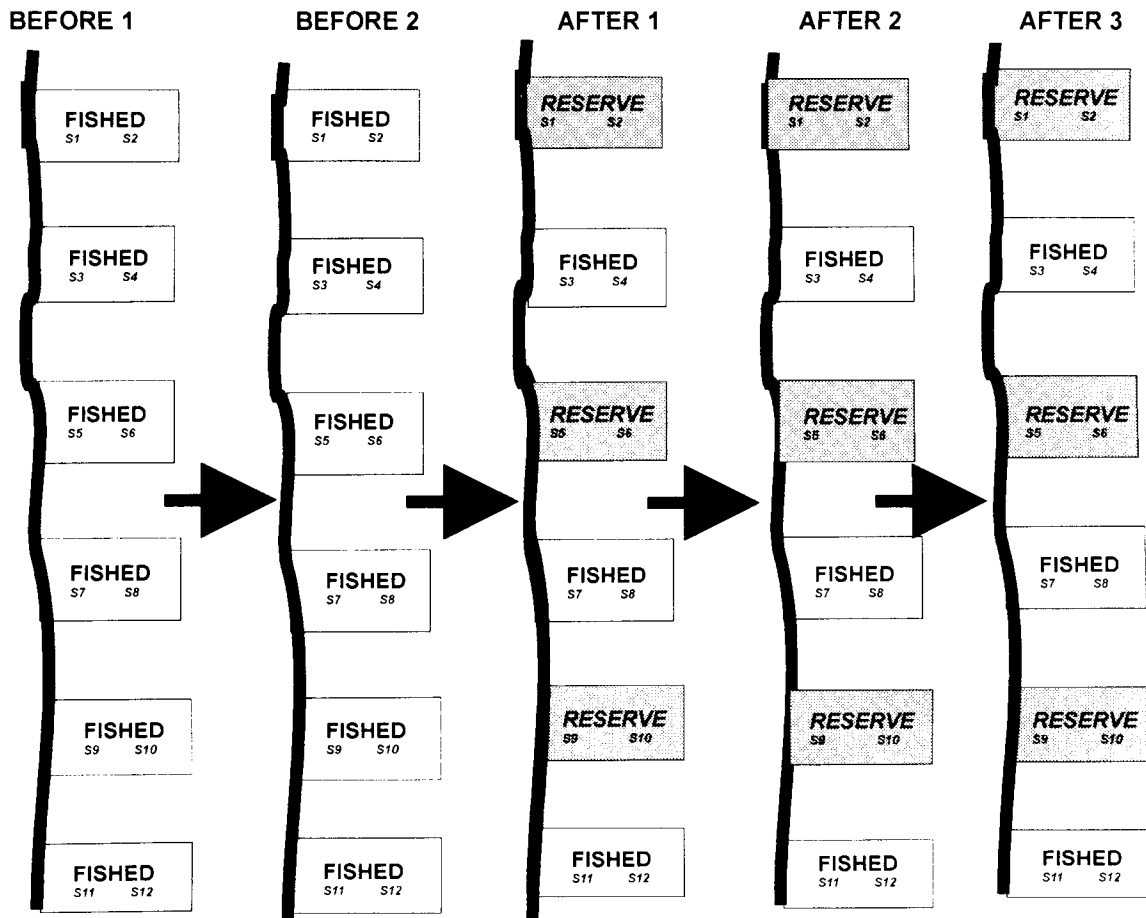 BEFORE 1 BEFORE 2 AFTER 1 AFTER 2 AFTER 3
FISHED FISHED RESERVE RESERVE RESERVE
S1 S2 S1 S2 S1 S2 S1 S2 S1 S2
FISHED FISHED FISHED FISHED FISHED
S3 S4 S3 S4 S3 S4 S3 S4 S3 S4
FISHED FISHED RESERVE RESERVE RESERVE
S5 S6 S5 S6 S5 S6 S5 S6 S5 S6
FISHED FISHED FISHED FISHED FISHED
S7 S8 S7 S8 S7 S8 S7 S8 S7 S8
FISHED FISHED RESERVE RESERVE RESERVE
S9 S10 S9 S10 S9 S10 S9 S10 S9 S10
FISHED FISHED FISHED FISHED FISHED
S11 S12 S11 S12 S11 S12 S11 S12 S11 S12